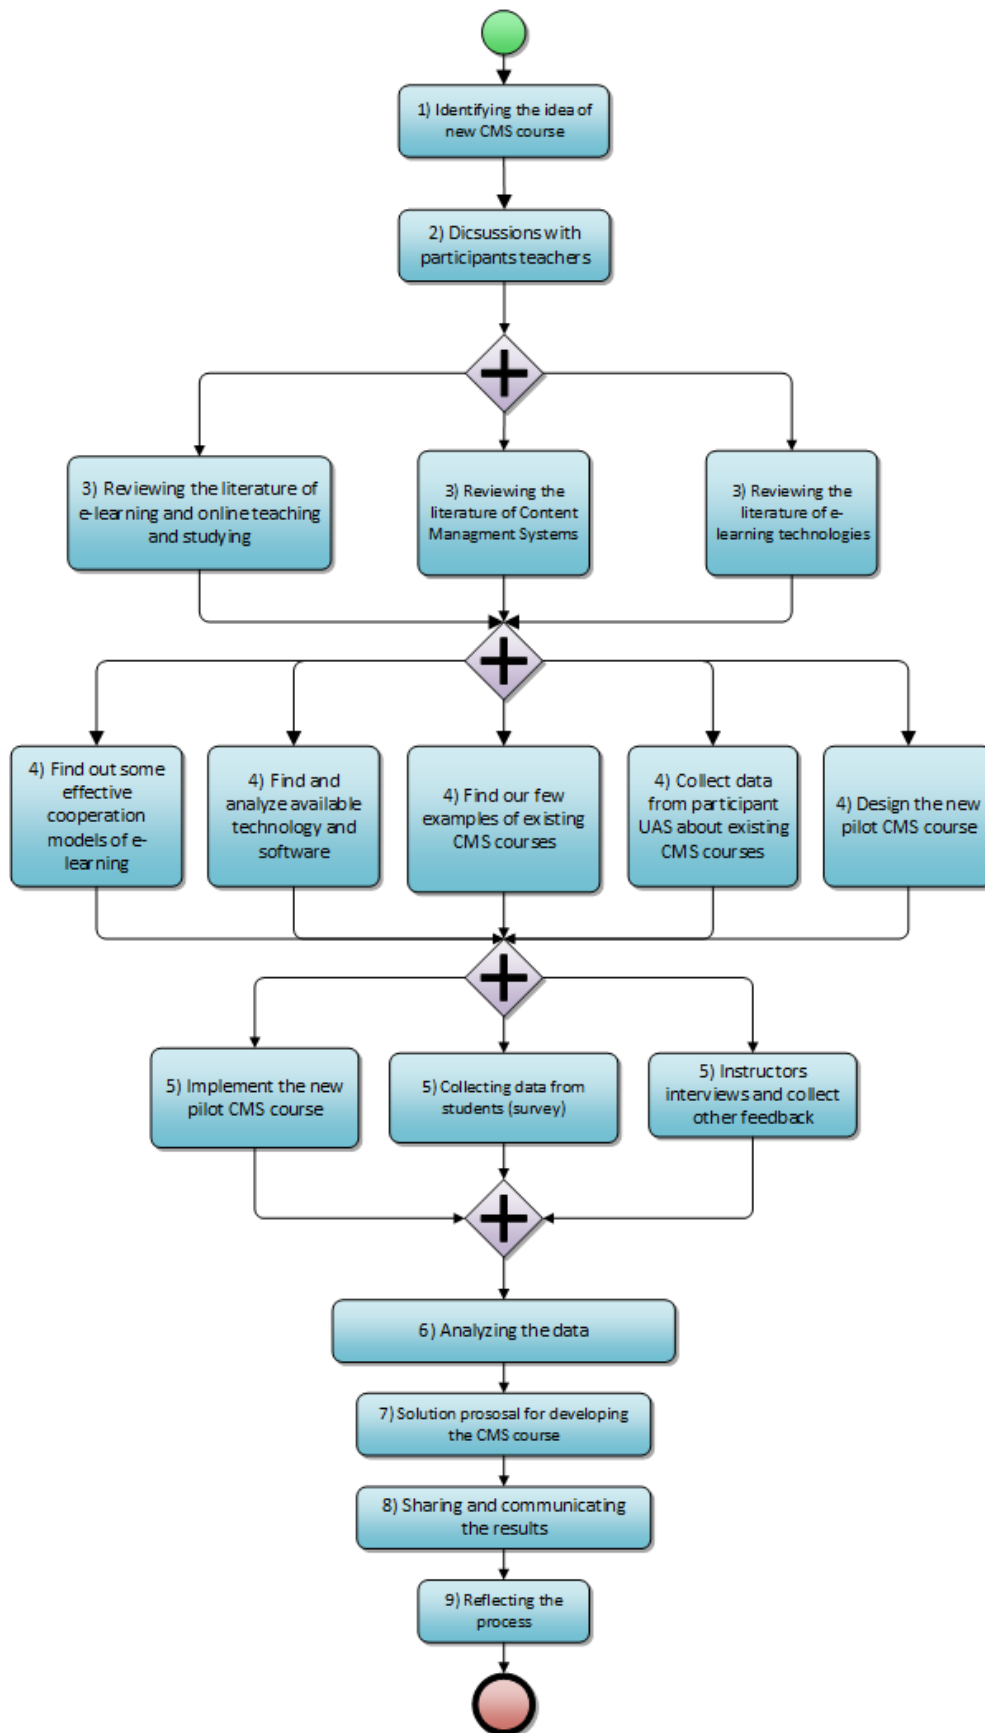 1) Identifying the idea of
new CMS course
2) Dicsussions with
participants teachers
3) Reviewing the literature of
e-learning and online teaching
and studying
3) Reviewing the
literature of Content
Managment Systems
3) Reviewing the
literature of e-
learning technologies
4) Find out some
effective
cooperation
models of e-
learning
4) Find and
analyze available
technology and
software
4) Find our few
examples of existing
CMS courses
4) Collect data
from participant
UAS about existing
CMS courses
4) Design the new
pilot CMS course
5) Implement the new
pilot CMS course
5) Collecting data from
students (survey)
5) Instructors
interviews and collect
other feedback
6) Analyzing the data
7) Solution prososal for developing
the CMS course
8) Sharing and communicating
the results
9) Reflecting the
process